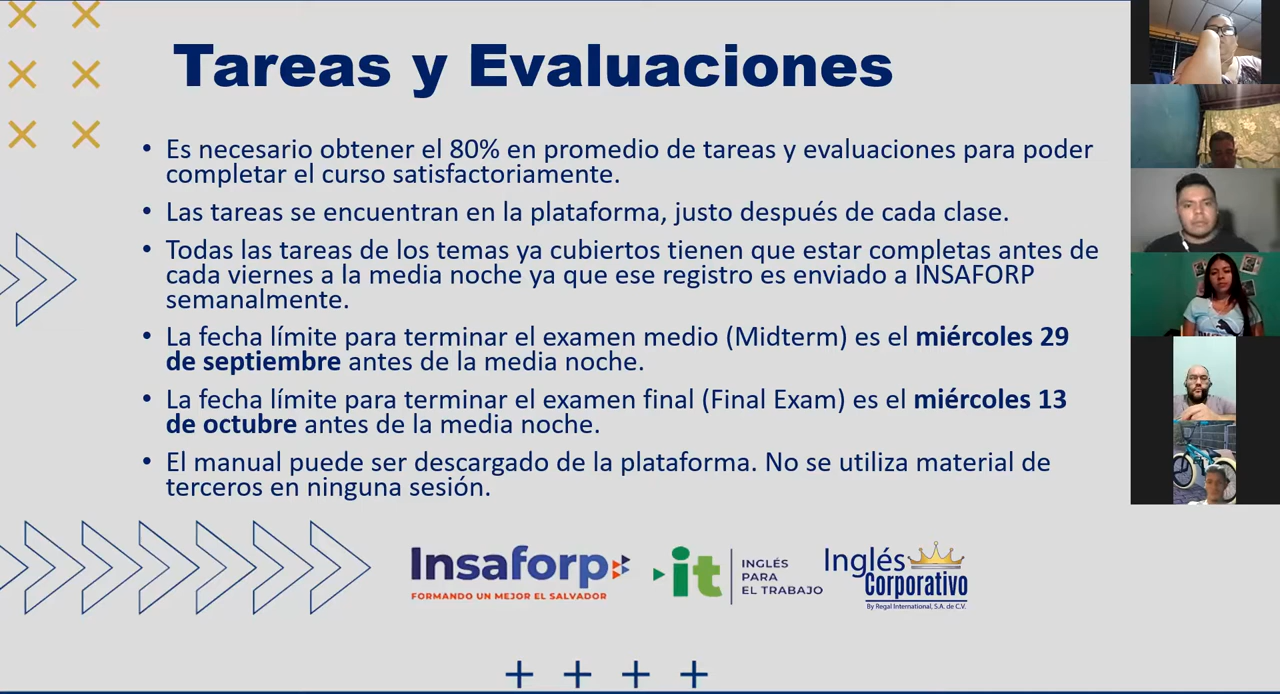 Tareas y Evaluaciones
• Es necesario obtener el 80% en promedio de tareas y evaluaciones para poder
completar el curso satisfactoriamente.
• Las tareas se encuentran en la plataforma, justo después de cada clase.
• Todas las tareas de los temas ya cubiertos tienen que estar completas antes de
cada viernes a la media noche ya que ese registro es enviado a INSAFORP
semanalmente.
• La fecha límite para terminar el examen medio (Midterm) es el miércoles 29
de septiembre antes de la media noche.
• La fecha límite para terminar el examen final (Final Exam) es el miércoles 13
de octubre antes de la media noche.
• El manual puede ser descargado de la plataforma. No se utiliza material de
terceros en ninguna sesión.
Insaforp
FORMANDO UN MEJOR EL SALVADOR
it
INGLÉS
PARA
EL TRABAJO
Inglés
Corporativo
By Regal International, S.A. de C.V.